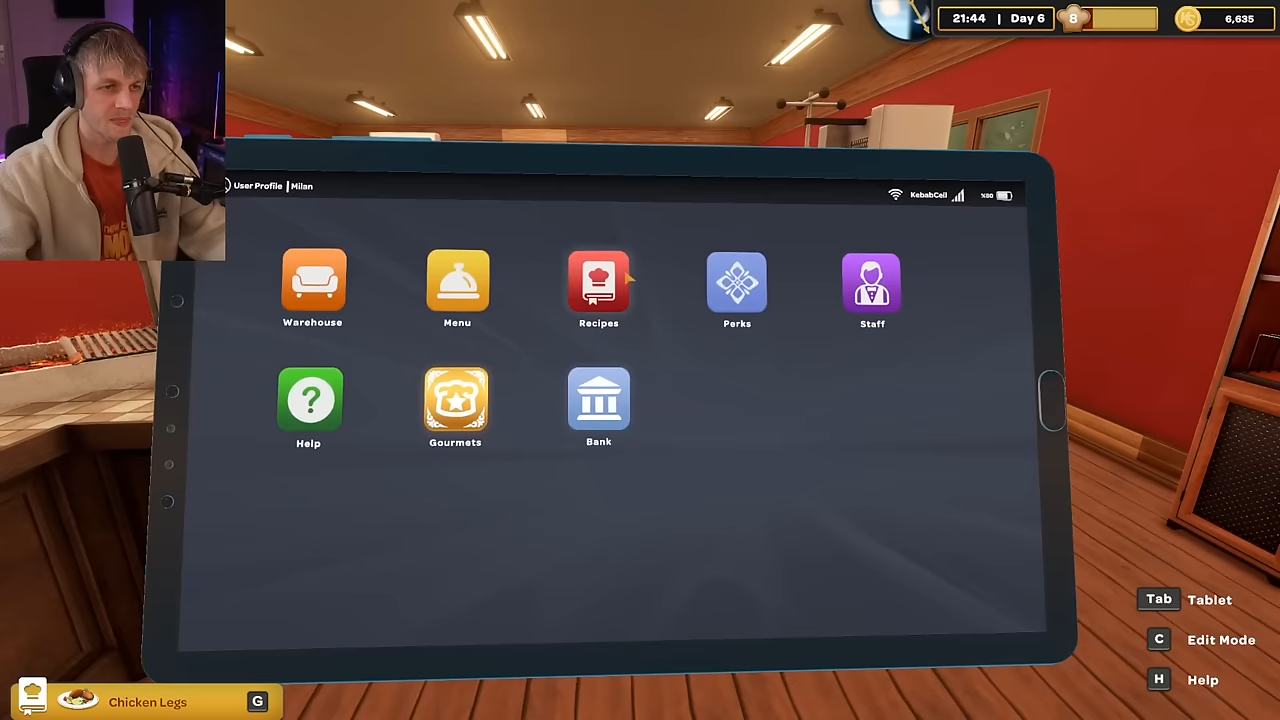 21:44 | Day 6
8
6,635
User Profile | Milan
KebabCell
%80
Warehouse
Menu
Recipes
Perks
Staff
?
Help
Gourmets
Bank
Tab Tablet
C Edit Mode
H Help
Chicken Legs G